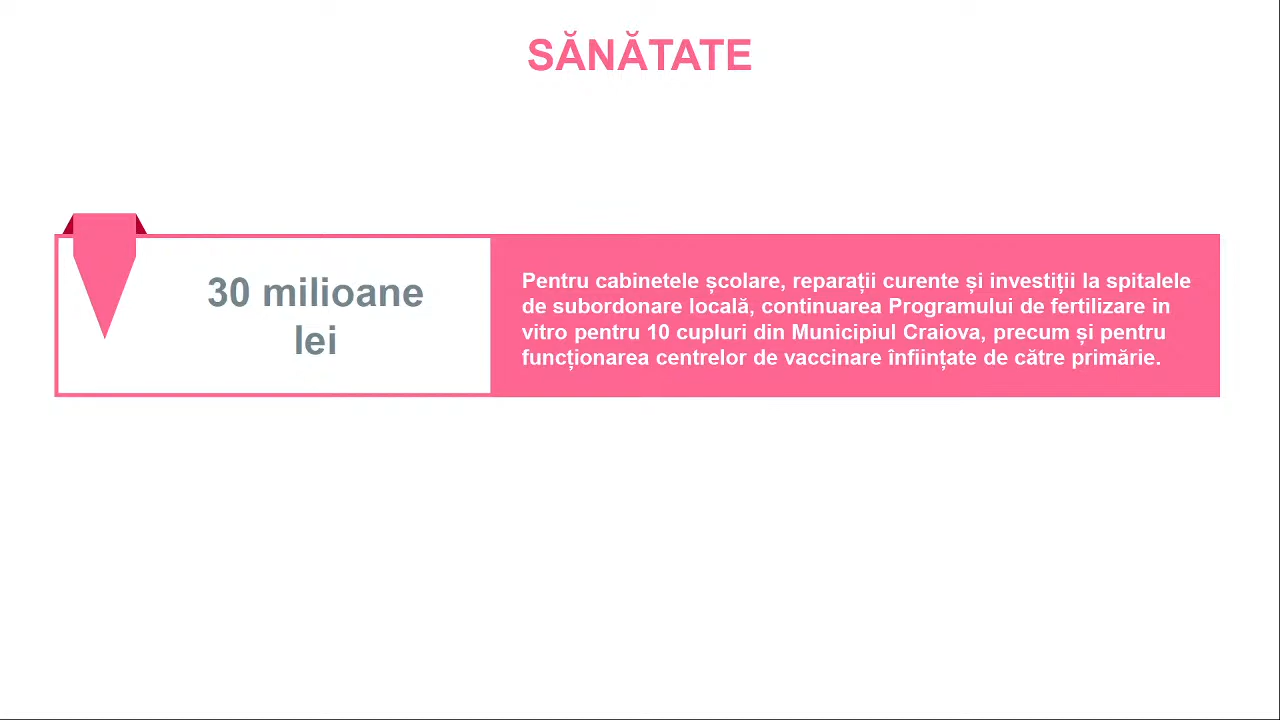 SĂNĂTATE
30 milioane
lei
Pentru cabinetele școlare, reparații curente și investiții la spitalele
de subordonare locală, continuarea Programului de fertilizare in
vitro pentru 10 cupluri din Municipiul Craiova, precum și pentru
funcționarea centrelor de vaccinare înființate de către primărie.